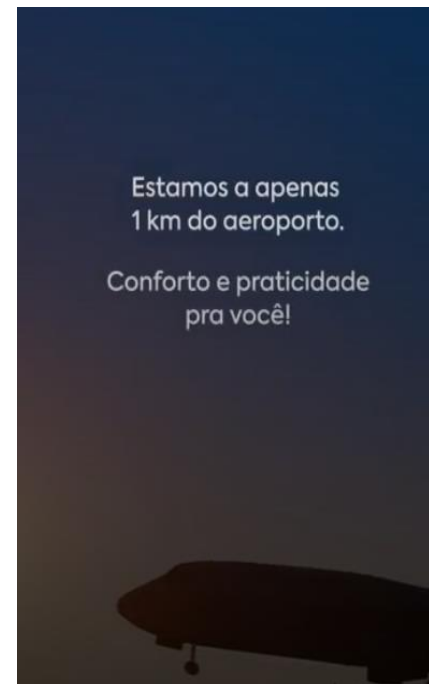 Estamos a apenas
1 km do aeroporto.
Conforto e praticidade
pra você!